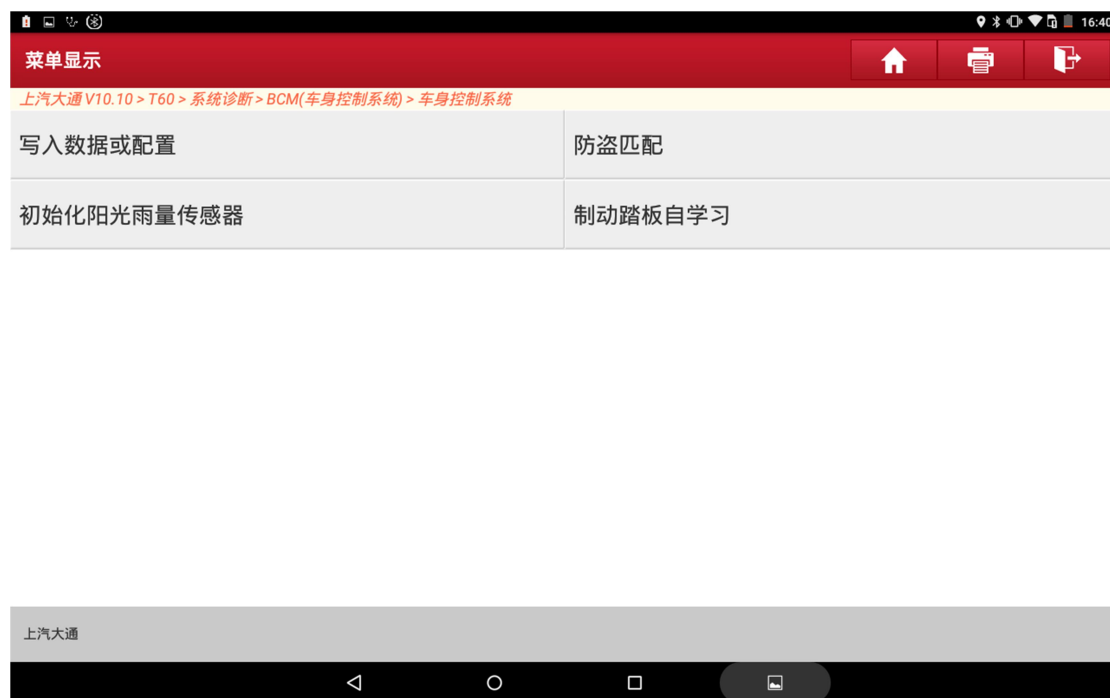 16:40
菜单显示
上汽大通 V10.10 > T60 > 系统诊断 > BCM(车身控制系统) > 车身控制系统
写入数据或配置
防盗匹配
初始化阳光雨量传感器
制动踏板自学习
上汽大通